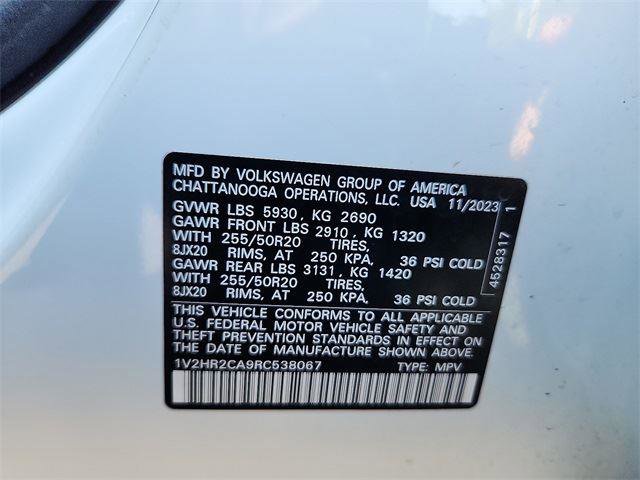 MFD BY VOLKSWAGEN GROUP OF AMERICA
CHATTANOOGA OPERATIONS, LLC. USA 11/2023
GVWR LBS 5930, KG 2690
GAWR FRONT LBS 2910, KG 1320
WITH 255/50R20 TIRES,
8JX20 RIMS, AT 250 KPA. 36 PSI COLD
GAWR REAR LBS 3131, KG 1420
WITH 255/50R20 TIRES,
8JX20 RIMS, AT 250 KPA. 36 PSI COLD
THIS VEHICLE CONFORMS TO ALL APPLICABLE
U.S. FEDERAL MOTOR VEHICLE SAFETY AND
THEFT PREVENTION STANDARDS IN EFFECT ON
THE DATE OF MANUFACTURE SHOWN ABOVE.
1V2HR2CA9RC538067 TYPE: MPV
4528317 1